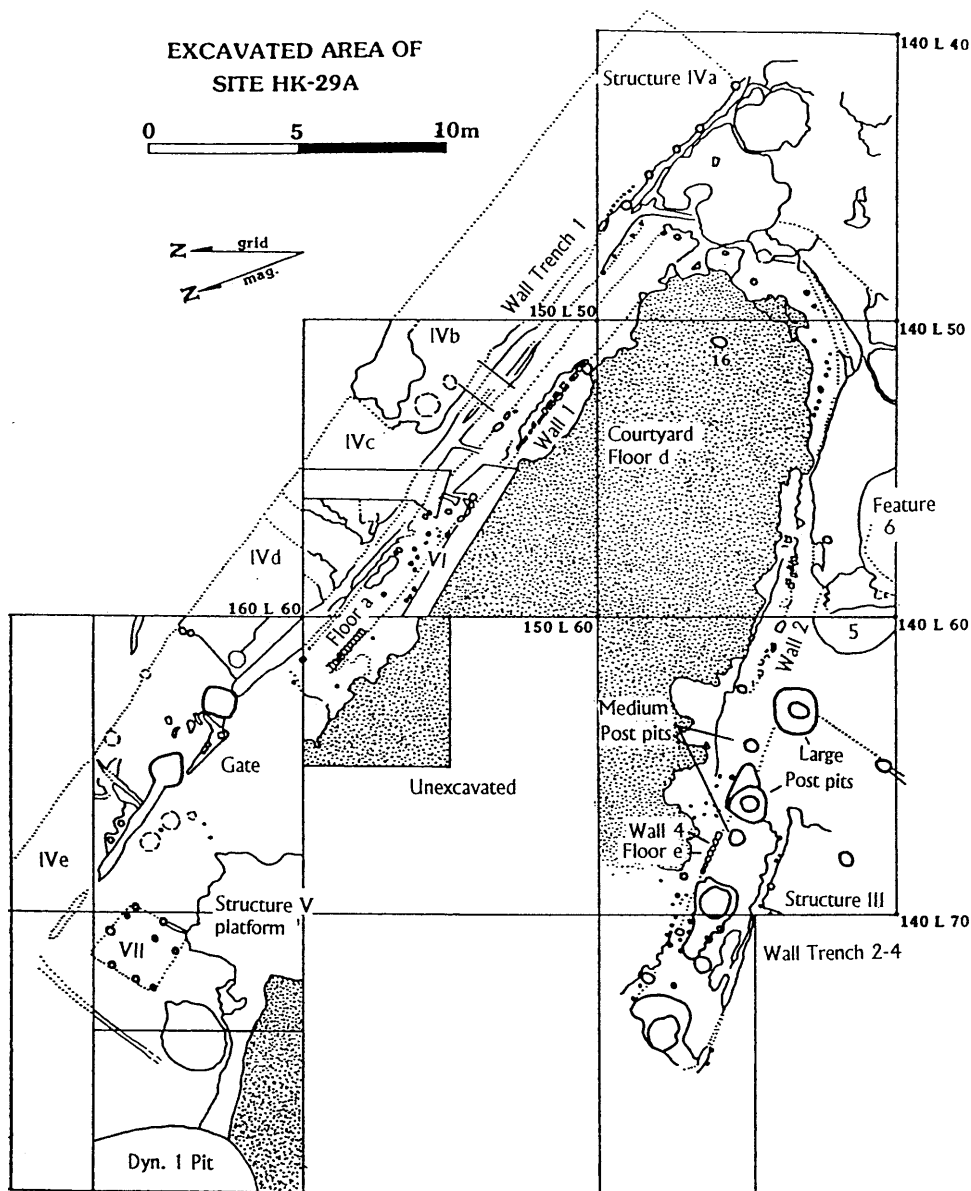 EXCAVATED AREA OF
SITE HK-29A
0 5 10m
N grid
N mag.
140 L 40
Structure IVa
Wall Trench 1
150 L 50
140 L 50
IVb
16
IVc
Wall 1
Courtyard
Floor d
Feature
6
IVd
VI
Floor a
160 L 60
150 L 60
140 L 60
5
Wall 2
Medium
Post pits
Large
Post pits
Gate
Unexcavated
Wall 4
Floor e
IVe
Structure V
platform
Structure III
140 L 70
VII
Wall Trench 2-4
Dyn. 1 Pit